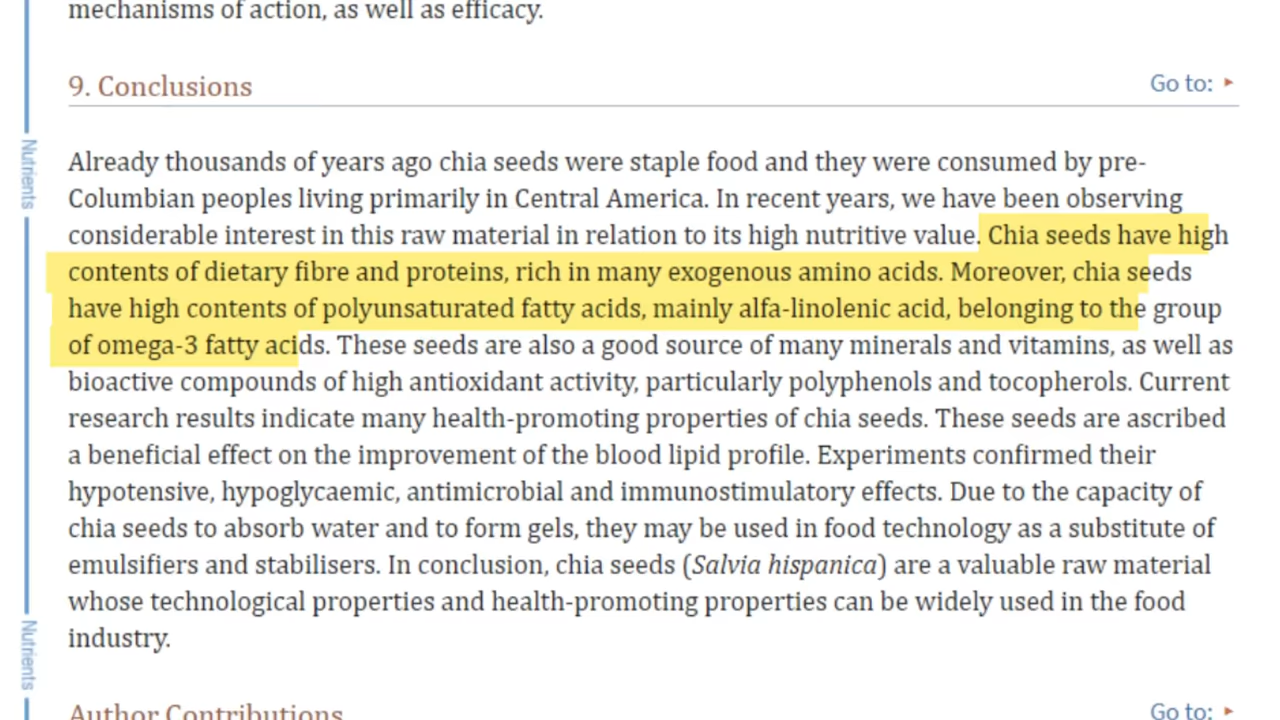 mechanisms of action, as well as efficacy.
9. Conclusions
Go to: ▸
Already thousands of years ago chia seeds were staple food and they were consumed by pre-
Columbian peoples living primarily in Central America. In recent years, we have been observing
considerable interest in this raw material in relation to its high nutritive value. Chia seeds have high
contents of dietary fibre and proteins, rich in many exogenous amino acids. Moreover, chia seeds
have high contents of polyunsaturated fatty acids, mainly alfa-linolenic acid, belonging to the group
of omega-3 fatty acids. These seeds are also a good source of many minerals and vitamins, as well as
bioactive compounds of high antioxidant activity, particularly polyphenols and tocopherols. Current
research results indicate many health-promoting properties of chia seeds. These seeds are ascribed
a beneficial effect on the improvement of the blood lipid profile. Experiments confirmed their
hypotensive, hypoglycaemic, antimicrobial and immunostimulatory effects. Due to the capacity of
chia seeds to absorb water and to form gels, they may be used in food technology as a substitute of
emulsifiers and stabilisers. In conclusion, chia seeds (Salvia hispanica) are a valuable raw material
whose technological properties and health-promoting properties can be widely used in the food
industry.
Author Contributions
Go to: ▸
Nutrients
Nutrients